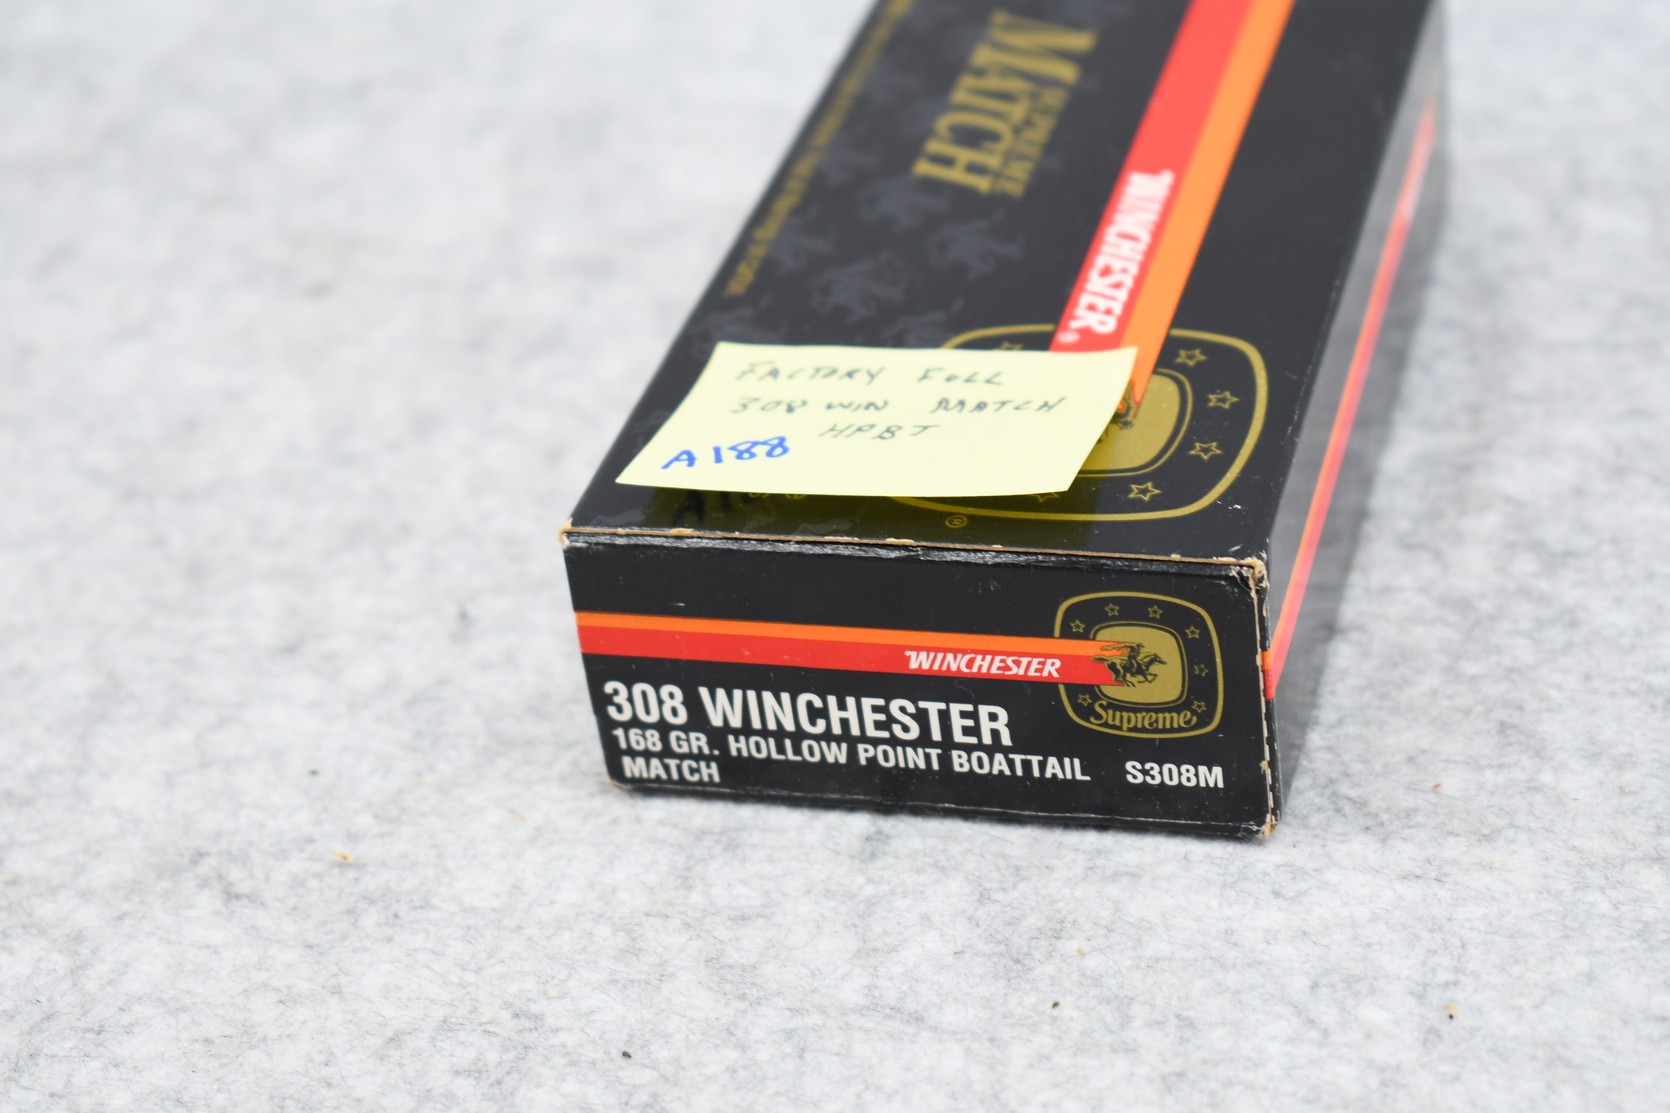 SUPREME
MATCH
WINCHESTER®
FACTORY FULL
308 WIN MATCH
HPBT
A188
®
WINCHESTER
Supreme
308 WINCHESTER
168 GR. HOLLOW POINT BOATTAIL S308M
MATCH